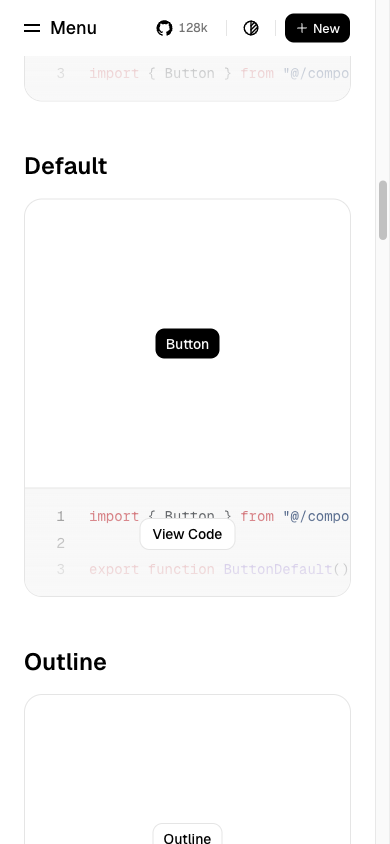 Menu
128k
+ New
3 import { Button } from "@/compo
Default
Button
1 import { Button } from "@/compo
2
View Code
3 export function ButtonDefault()
Outline
Outline